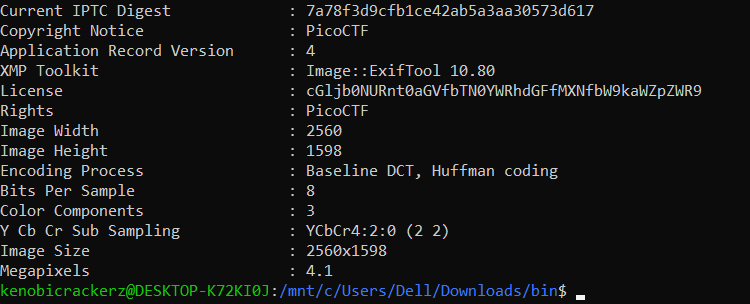 Current IPTC Digest : 7a78f3d9cfb1ce42ab5a3aa30573d617
Copyright Notice : PicoCTF
Application Record Version : 4
XMP Toolkit : Image::ExifTool 10.80
License : cGljb0NURnt0aGVfbTN0YWRhdGFfMXNfbW9kaWZpZWR9
Rights : PicoCTF
Image Width : 2560
Image Height : 1598
Encoding Process : Baseline DCT, Huffman coding
Bits Per Sample : 8
Color Components : 3
Y Cb Cr Sub Sampling : YCbCr4:2:0 (2 2)
Image Size : 2560x1598
Megapixels : 4.1
kenobicrackerz@DESKTOP-K72KI0J:/mnt/c/Users/Dell/Downloads/bin$